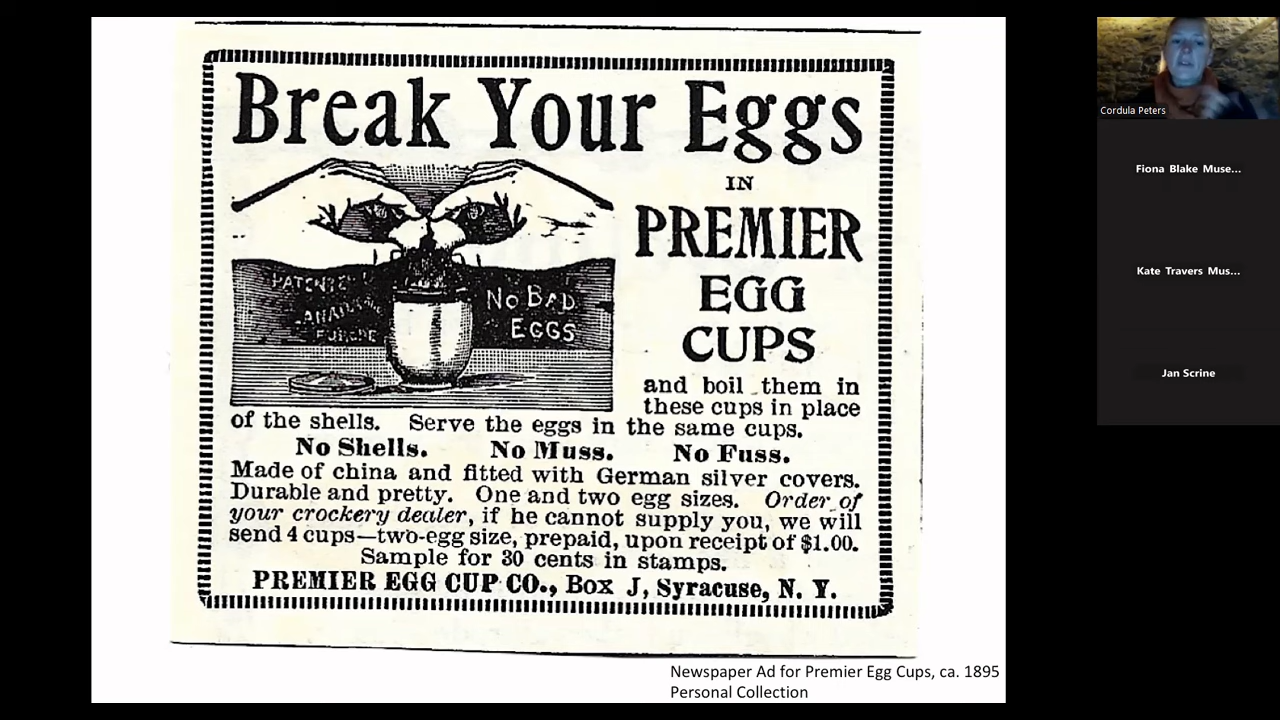 Break Your Eggs
IN
PREMIER
EGG
CUPS
No BAD
EGGS
and boil them in
these cups in place
of the shells. Serve the eggs in the same cups.
No Shells. No Muss. No Fuss.
Made of china and fitted with German silver covers.
Durable and pretty. One and two egg sizes. Order of
your crockery dealer, if he cannot supply you, we will
send 4 cups—two-egg size, prepaid, upon receipt of $1.00.
Sample for 30 cents in stamps.
PREMIER EGG CUP CO., Box J, Syracuse, N. Y.
Newspaper Ad for Premier Egg Cups, ca. 1895
Personal Collection
Cordula Peters
Fiona Blake Muse...
Kate Travers Mus...
Jan Scrine